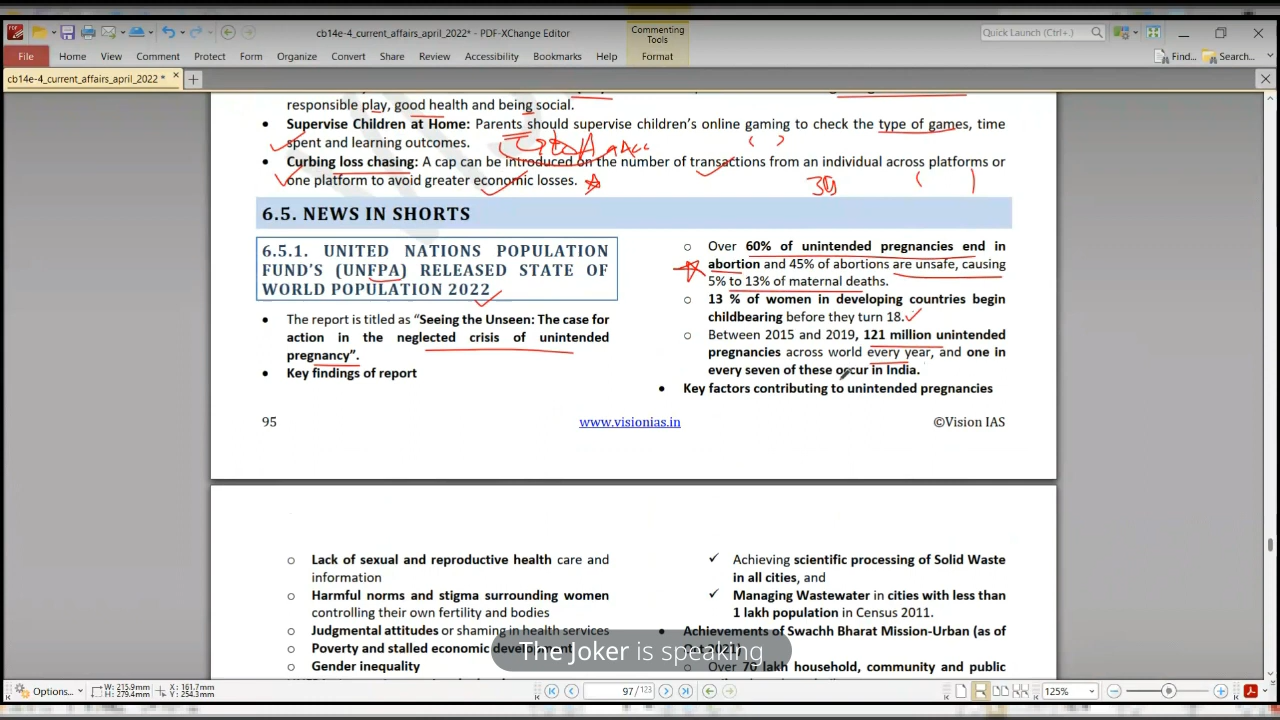 cb14e-4_current_affairs_april_2022* - PDF-XChange Editor
Commenting Tools
Quick Launch (Ctrl+.)
File Home View Comment Protect Form Organize Convert Share Review Accessibility Bookmarks Help Format
Find... Search...
cb14e-4_current_affairs_april_2022 *
responsible play, good health and being social.
• Supervise Children at Home: Parents should supervise children's online gaming to check the type of games, time
spent and learning outcomes.
• Curbing loss chasing: A cap can be introduced on the number of transactions from an individual across platforms or
one platform to avoid greater economic losses.
6.5. NEWS IN SHORTS
6.5.1. UNITED NATIONS POPULATION
FUND'S (UNFPA) RELEASED STATE OF
WORLD POPULATION 2022
• The report is titled as “Seeing the Unseen: The case for
action in the neglected crisis of unintended
pregnancy”.
• Key findings of report
o Over 60% of unintended pregnancies end in
abortion and 45% of abortions are unsafe, causing
5% to 13% of maternal deaths.
o 13 % of women in developing countries begin
childbearing before they turn 18.
o Between 2015 and 2019, 121 million unintended
pregnancies across world every year, and one in
every seven of these occur in India.
• Key factors contributing to unintended pregnancies
95 www.visionias.in ©Vision IAS
o Lack of sexual and reproductive health care and
information
o Harmful norms and stigma surrounding women
controlling their own fertility and bodies
o Judgmental attitudes or shaming in health services
o Poverty and stalled economic development
o Gender inequality
✓ Achieving scientific processing of Solid Waste
in all cities, and
✓ Managing Wastewater in cities with less than
1 lakh population in Census 2011.
• Achievements of Swachh Bharat Mission-Urban (as of
Oct 2021)
o Over 70 lakh household, community and public
The Joker is speaking
Options... W: 215.9mm H: 279.4mm X: 161.7mm Y: 254.3mm 97 /123 125%